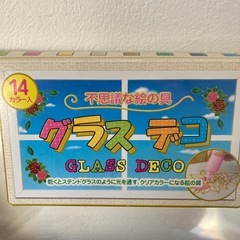 14
カラー入
不思議な絵の具
グラス デコ
GLASS DECO
乾くとステンドグラスのように光を通す、クリアカラーになる絵の具